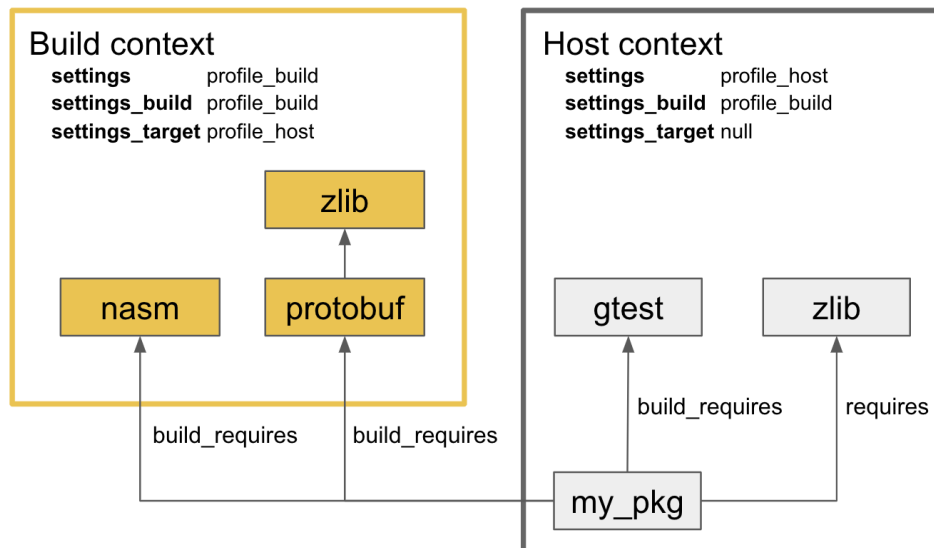 Build context
settings profile_build
settings_build profile_build
settings_target profile_host
zlib
nasm
protobuf
build_requires
build_requires
Host context
settings profile_host
settings_build profile_build
settings_target null
gtest
zlib
build_requires
requires
my_pkg